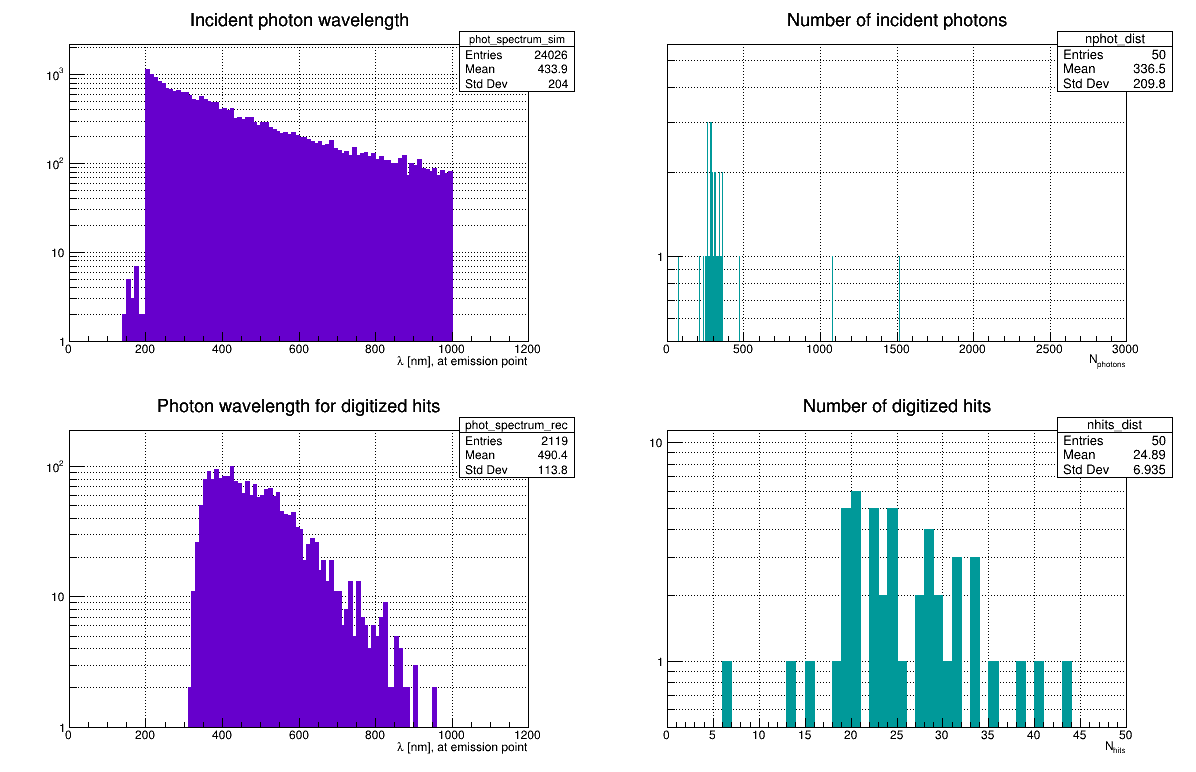 Incident photon wavelength
phot_spectrum_sim
Entries 24026
Mean 433.9
Std Dev 204
10³
10²
10
1
0 200 400 600 800 1000 1200
λ [nm], at emission point
Number of incident photons
nphot_dist
Entries 50
Mean 336.5
Std Dev 209.8
1
0 500 1000 1500 2000 2500 3000
N_photons
Photon wavelength for digitized hits
phot_spectrum_rec
Entries 2119
Mean 490.4
Std Dev 113.8
10²
10
1
0 200 400 600 800 1000 1200
λ [nm], at emission point
Number of digitized hits
nhits_dist
Entries 50
Mean 24.89
Std Dev 6.935
10
1
0 5 10 15 20 25 30 35 40 45 50
N_hits